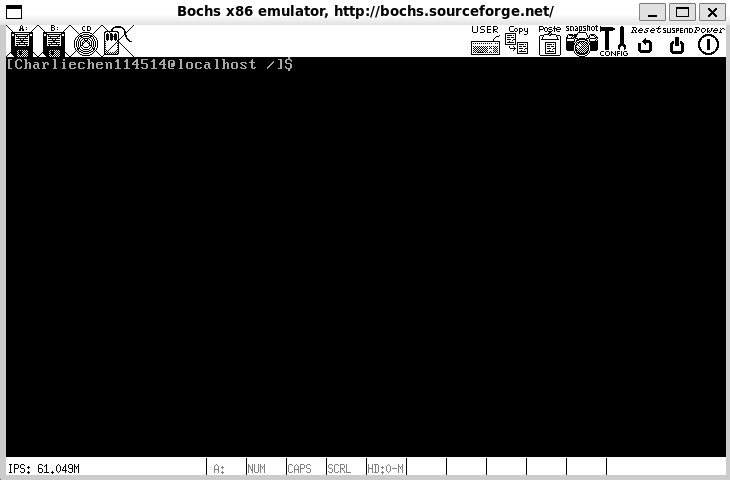 Bochs x86 emulator, http://bochs.sourceforge.net/
A: B: CD USER Copy Paste snapshot CONFIG Reset SUSPEND Power
[Charliechen114514@localhost /]$
IPS: 61.049M A: NUM CAPS SCRL HD:0-M